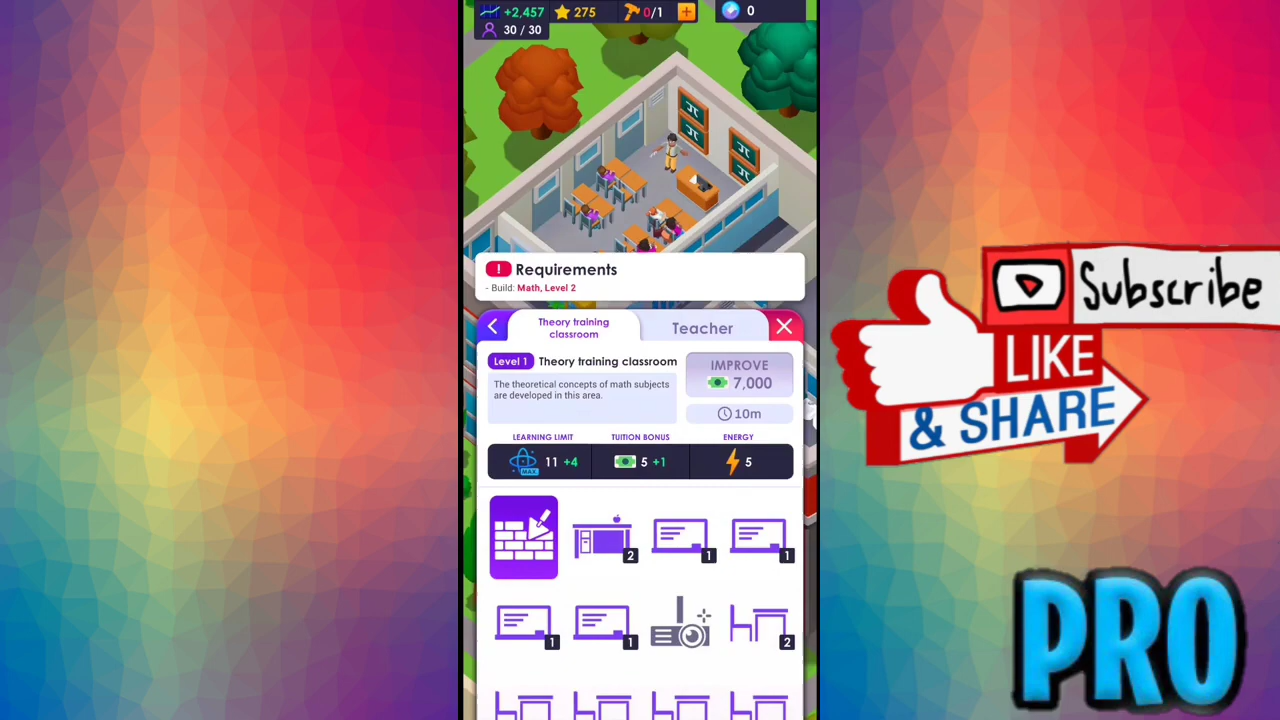 +2,457 275 0/1 0
30 / 30
! Requirements
- Build: Math, Level 2
Theory training
classroom
Teacher
Level 1 Theory training classroom
IMPROVE
7,000
The theoretical concepts of math subjects
are developed in this area.
10m
LEARNING LIMIT TUITION BONUS ENERGY
MAX 11 +4 5 +1 5
2 1 1
1 1 2
Subscribe
LIKE
& SHARE
PRO